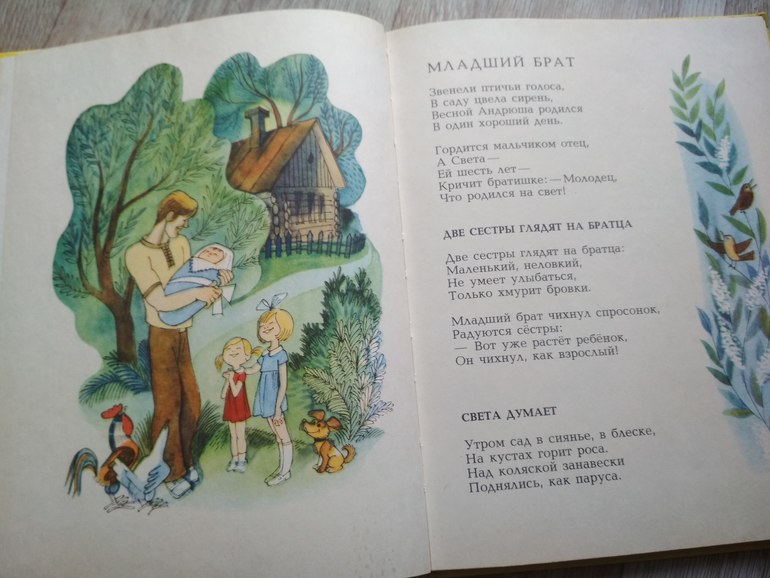 МЛАДШИЙ БРАТ
Звенели птичьи голоса,
В саду цвела сирень,
Весной Андрюша родился
В один хороший день.
Гордится мальчиком отец,
А Света —
Ей шесть лет —
Кричит братишке: — Молодец,
Что родился на свет!
ДВЕ СЕСТРЫ ГЛЯДЯТ НА БРАТЦА
Две сестры глядят на братца:
Маленький, неловкий,
Не умеет улыбаться,
Только хмурит бровки.
Младший брат чихнул спросонок,
Радуются сёстры:
— Вот уже растёт ребёнок,
Он чихнул, как взрослый!
СВЕТА ДУМАЕТ
Утром сад в сиянье, в блеске,
На кустах горит роса.
Над коляской занавески
Поднялись, как паруса.